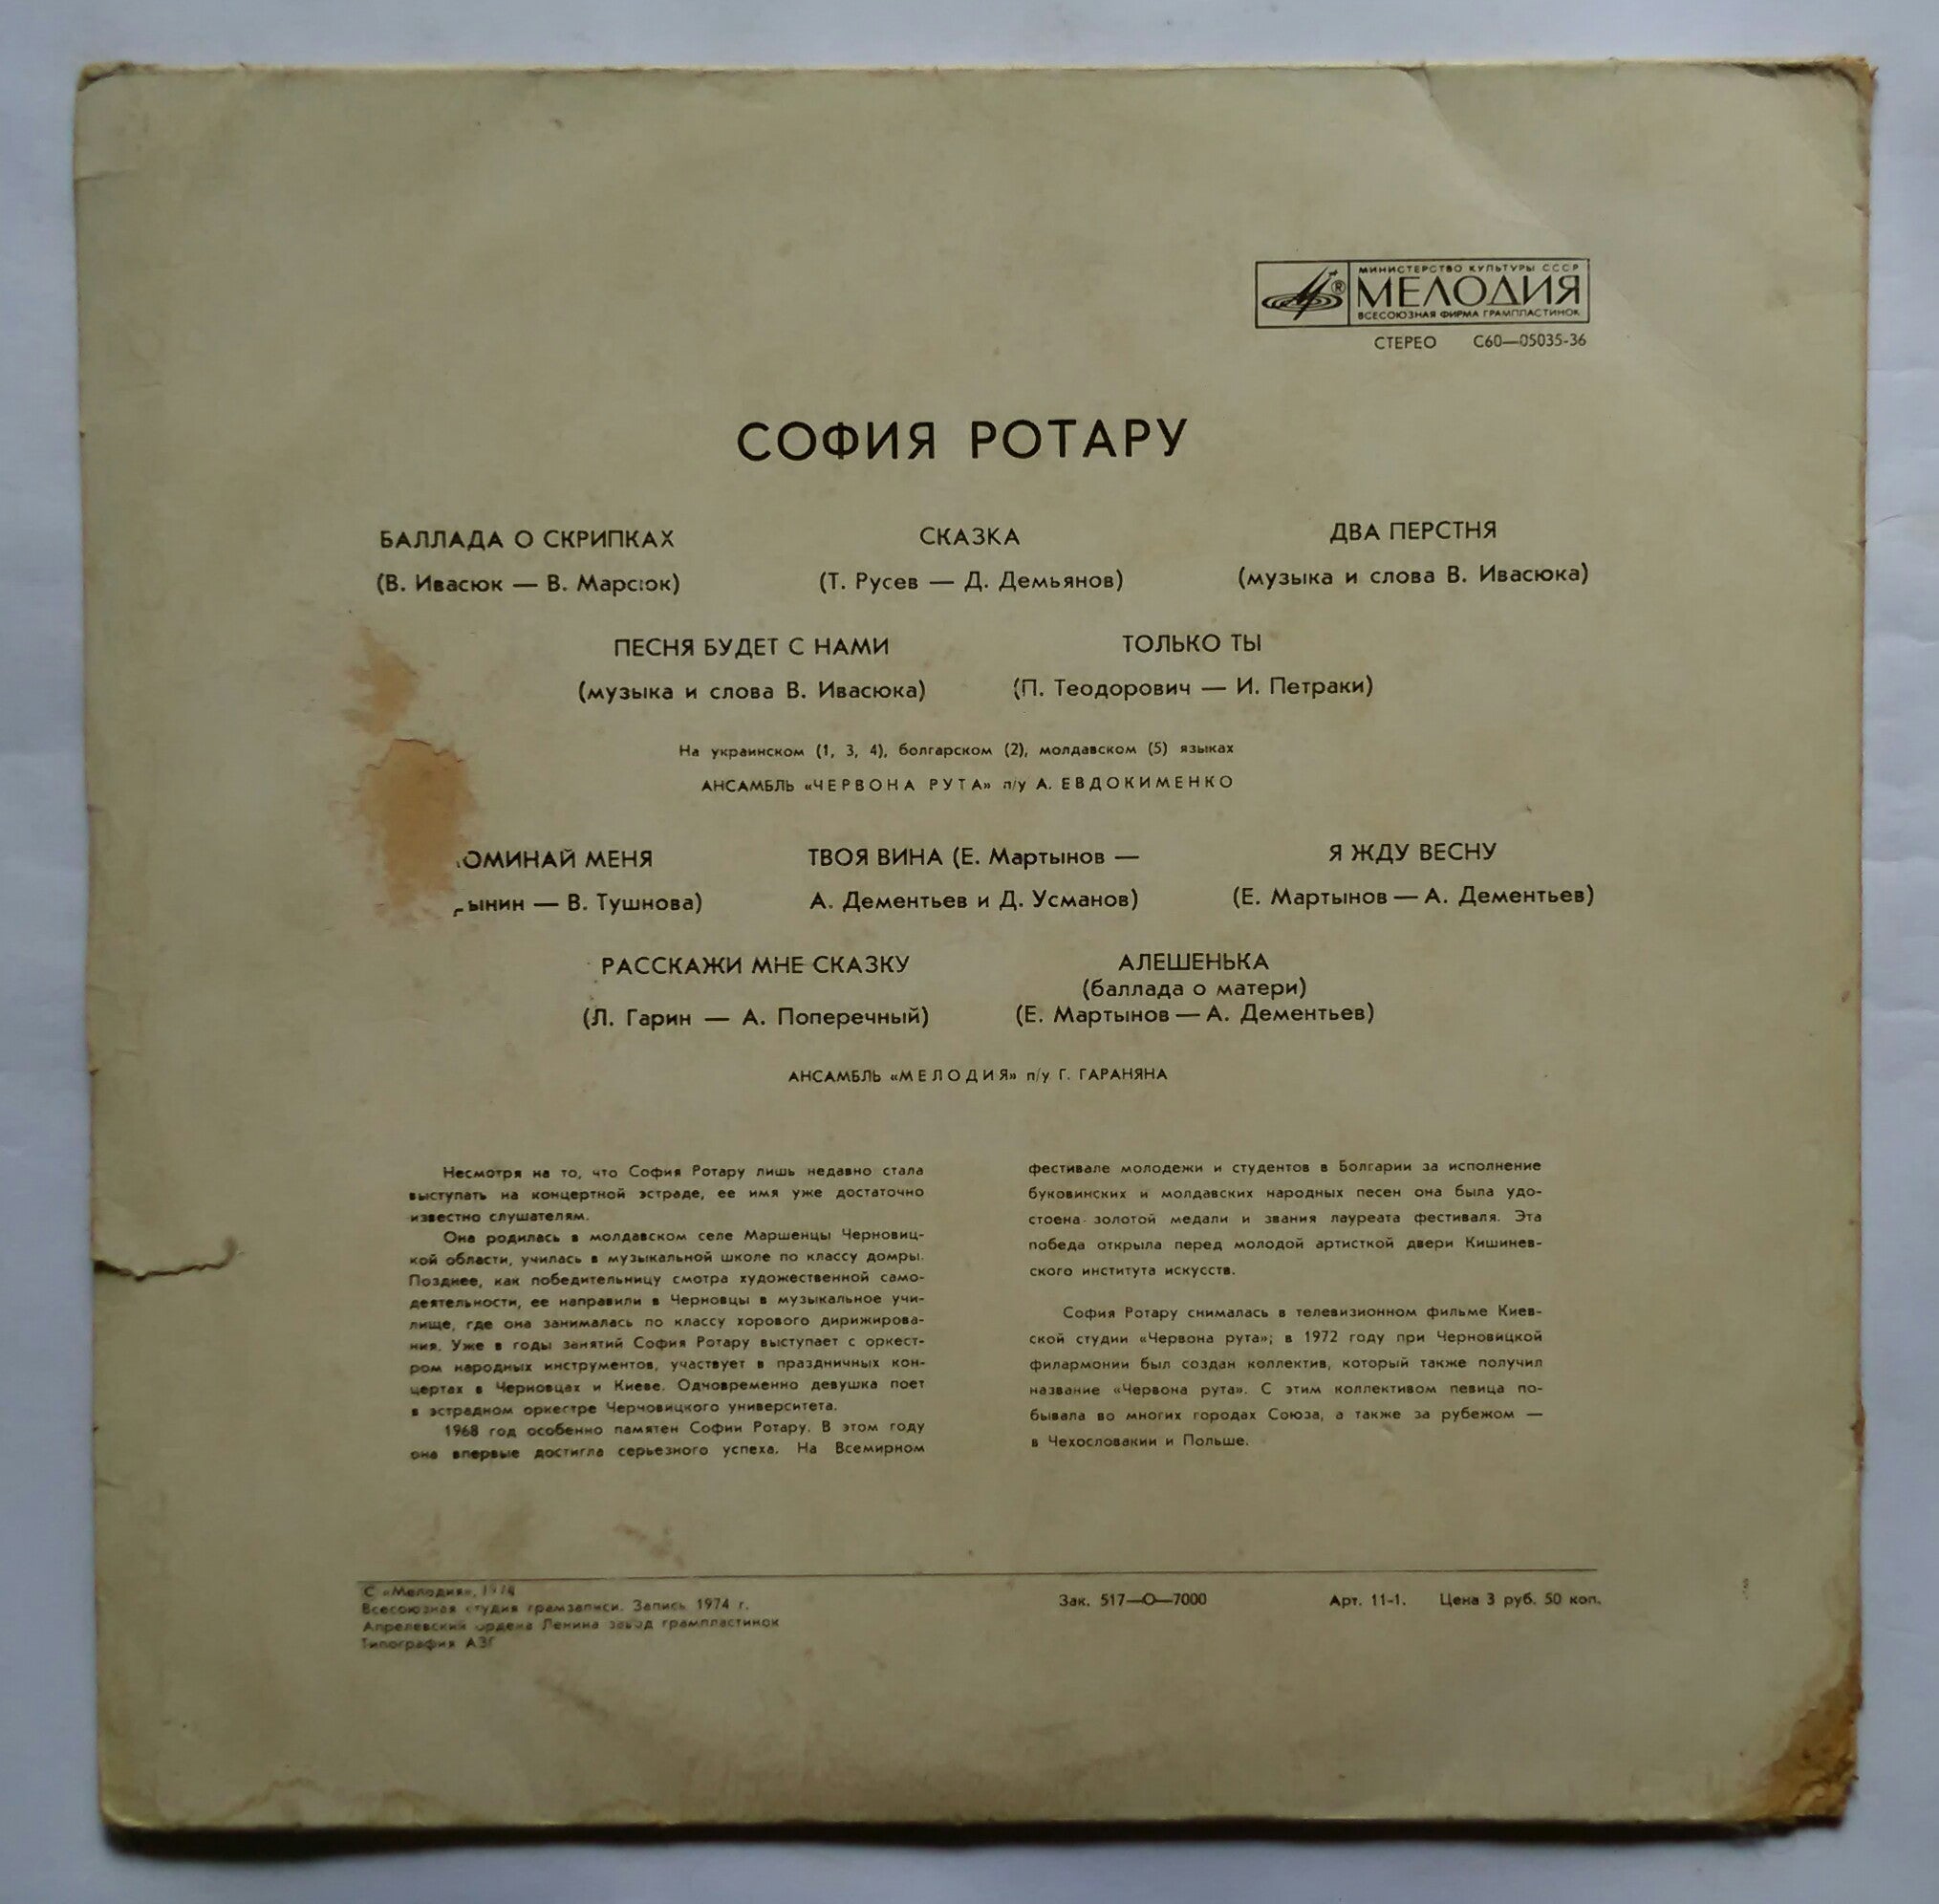 МИНИСТЕРСТВО КУЛЬТУРЫ СССР
МЕЛОДИЯ
ВСЕСОЮЗНАЯ ФИРМА ГРАМПЛАСТИНОК
СТЕРЕО С60—05035-36
СОФИЯ РОТАРУ
БАЛЛАДА О СКРИПКАХ
(В. Ивасюк — В. Марсюк)
СКАЗКА
(Т. Русев — Д. Демьянов)
ДВА ПЕРСТНЯ
(музыка и слова В. Ивасюка)
ПЕСНЯ БУДЕТ С НАМИ
(музыка и слова В. Ивасюка)
ТОЛЬКО ТЫ
(П. Теодорович — И. Петраки)
На украинском (1, 3, 4), болгарском (2), молдавском (5) языках
АНСАМБЛЬ «ЧЕРВОНА РУТА» п/у А. ЕВДОКИМЕНКО
ОМИНАЙ МЕНЯ
ынин — В. Тушнова)
ТВОЯ ВИНА (Е. Мартынов —
А. Дементьев и Д. Усманов)
Я ЖДУ ВЕСНУ
(Е. Мартынов — А. Дементьев)
РАССКАЖИ МНЕ СКАЗКУ
(Л. Гарин — А. Поперечный)
АЛЕШЕНЬКА
(баллада о матери)
(Е. Мартынов — А. Дементьев)
АНСАМБЛЬ «МЕЛОДИЯ» п/у Г. ГАРАНЯНА
Несмотря на то, что София Ротару лишь недавно стала
выступать на концертной эстраде, ее имя уже достаточно
известно слушателям.
Она родилась в молдавском селе Маршенцы Черновиц-
кой области, училась в музыкальной школе по классу домры.
Позднее, как победительницу смотра художественной само-
деятельности, ее направили в Черновцы в музыкальное учи-
лище, где она занималась по классу хорового дирижирова-
ния. Уже в годы занятий София Ротару выступает с оркест-
ром народных инструментов, участвует в праздничных кон-
цертах в Черновцах и Киеве. Одновременно девушка поет
в эстрадном оркестре Черновицкого университета.
1968 год особенно памятен Софии Ротару. В этом году
она впервые достигла серьезного успеха. На Всемирном
фестивале молодежи и студентов в Болгарии за исполнение
буковинских и молдавских народных песен она была удо-
стоена золотой медали и звания лауреата фестиваля. Эта
победа открыла перед молодой артисткой двери Кишинев-
ского института искусств.
София Ротару снималась в телевизионном фильме Киев-
ской студии «Червона рута»; в 1972 году при Черновицкой
филармонии был создан коллектив, который также получил
название «Червона рута». С этим коллективом певица по-
бывала во многих городах Союза, а также за рубежом —
в Чехословакии и Польше.
С «Мелодия», 1974
Всесоюзная студия грамзаписи. Запись 1974 г.
Апрелевский ордена Ленина завод грампластинок
Типография АЗГ
Зак. 517—О—7000
Арт. 11-1. Цена 3 руб. 50 коп.